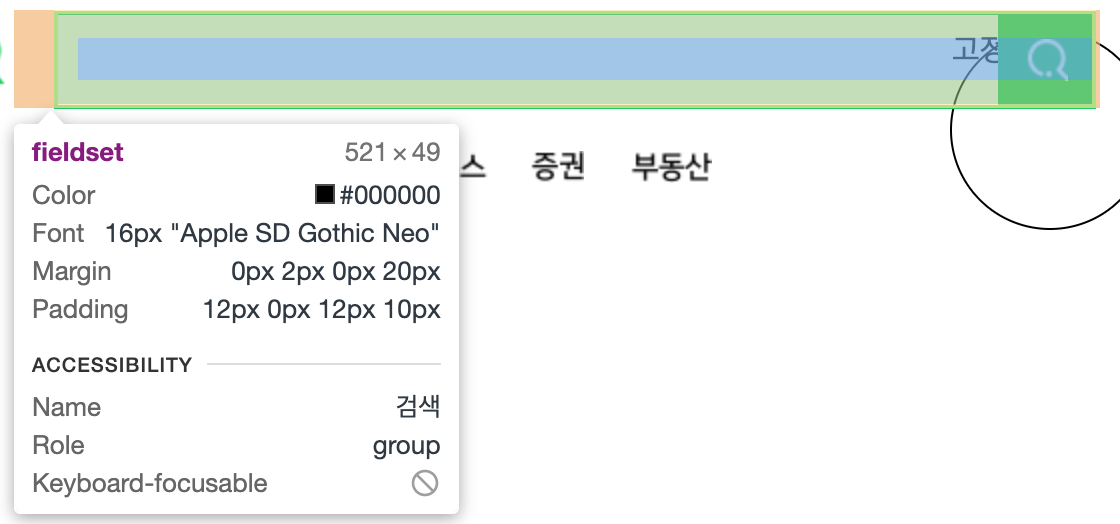 고정
fieldset 521 × 49
스 증권 부동산
Color #000000
Font 16px "Apple SD Gothic Neo"
Margin 0px 2px 0px 20px
Padding 12px 0px 12px 10px
ACCESSIBILITY
Name 검색
Role group
Keyboard-focusable